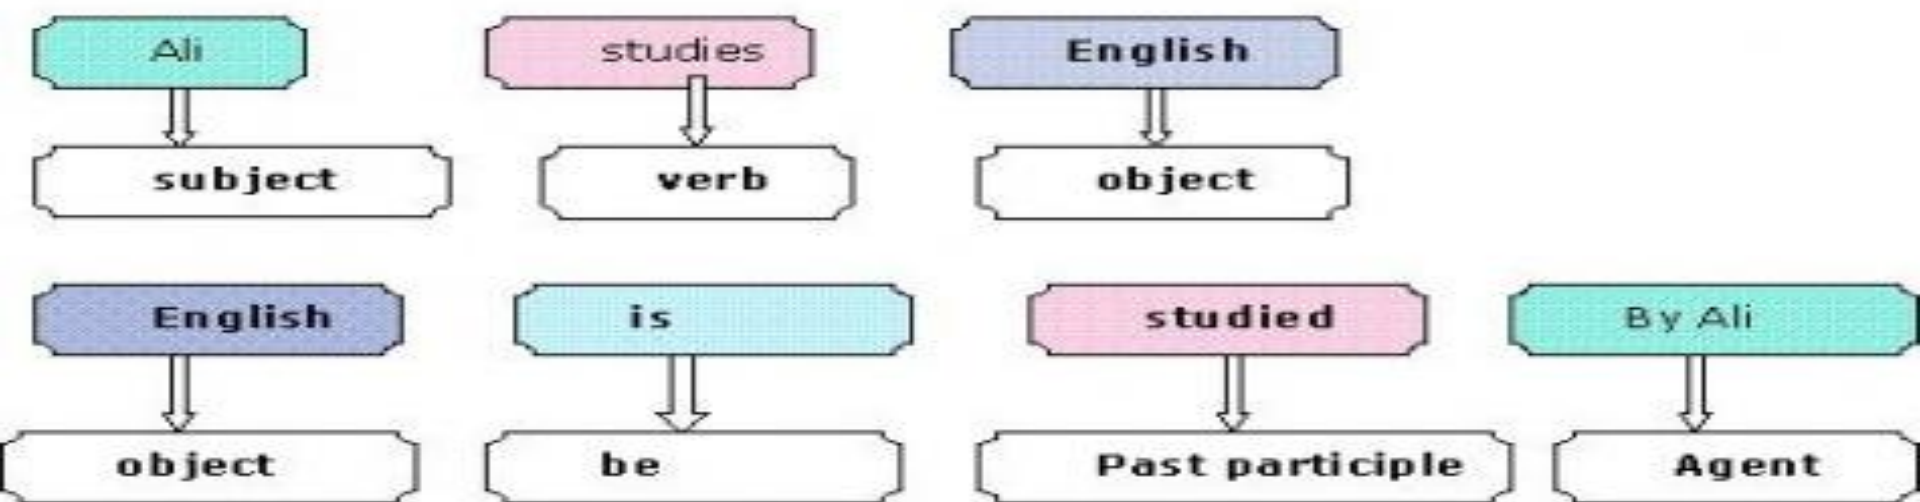 Ali studies English
subject verb object
English is studied By Ali
object be Past participle Agent